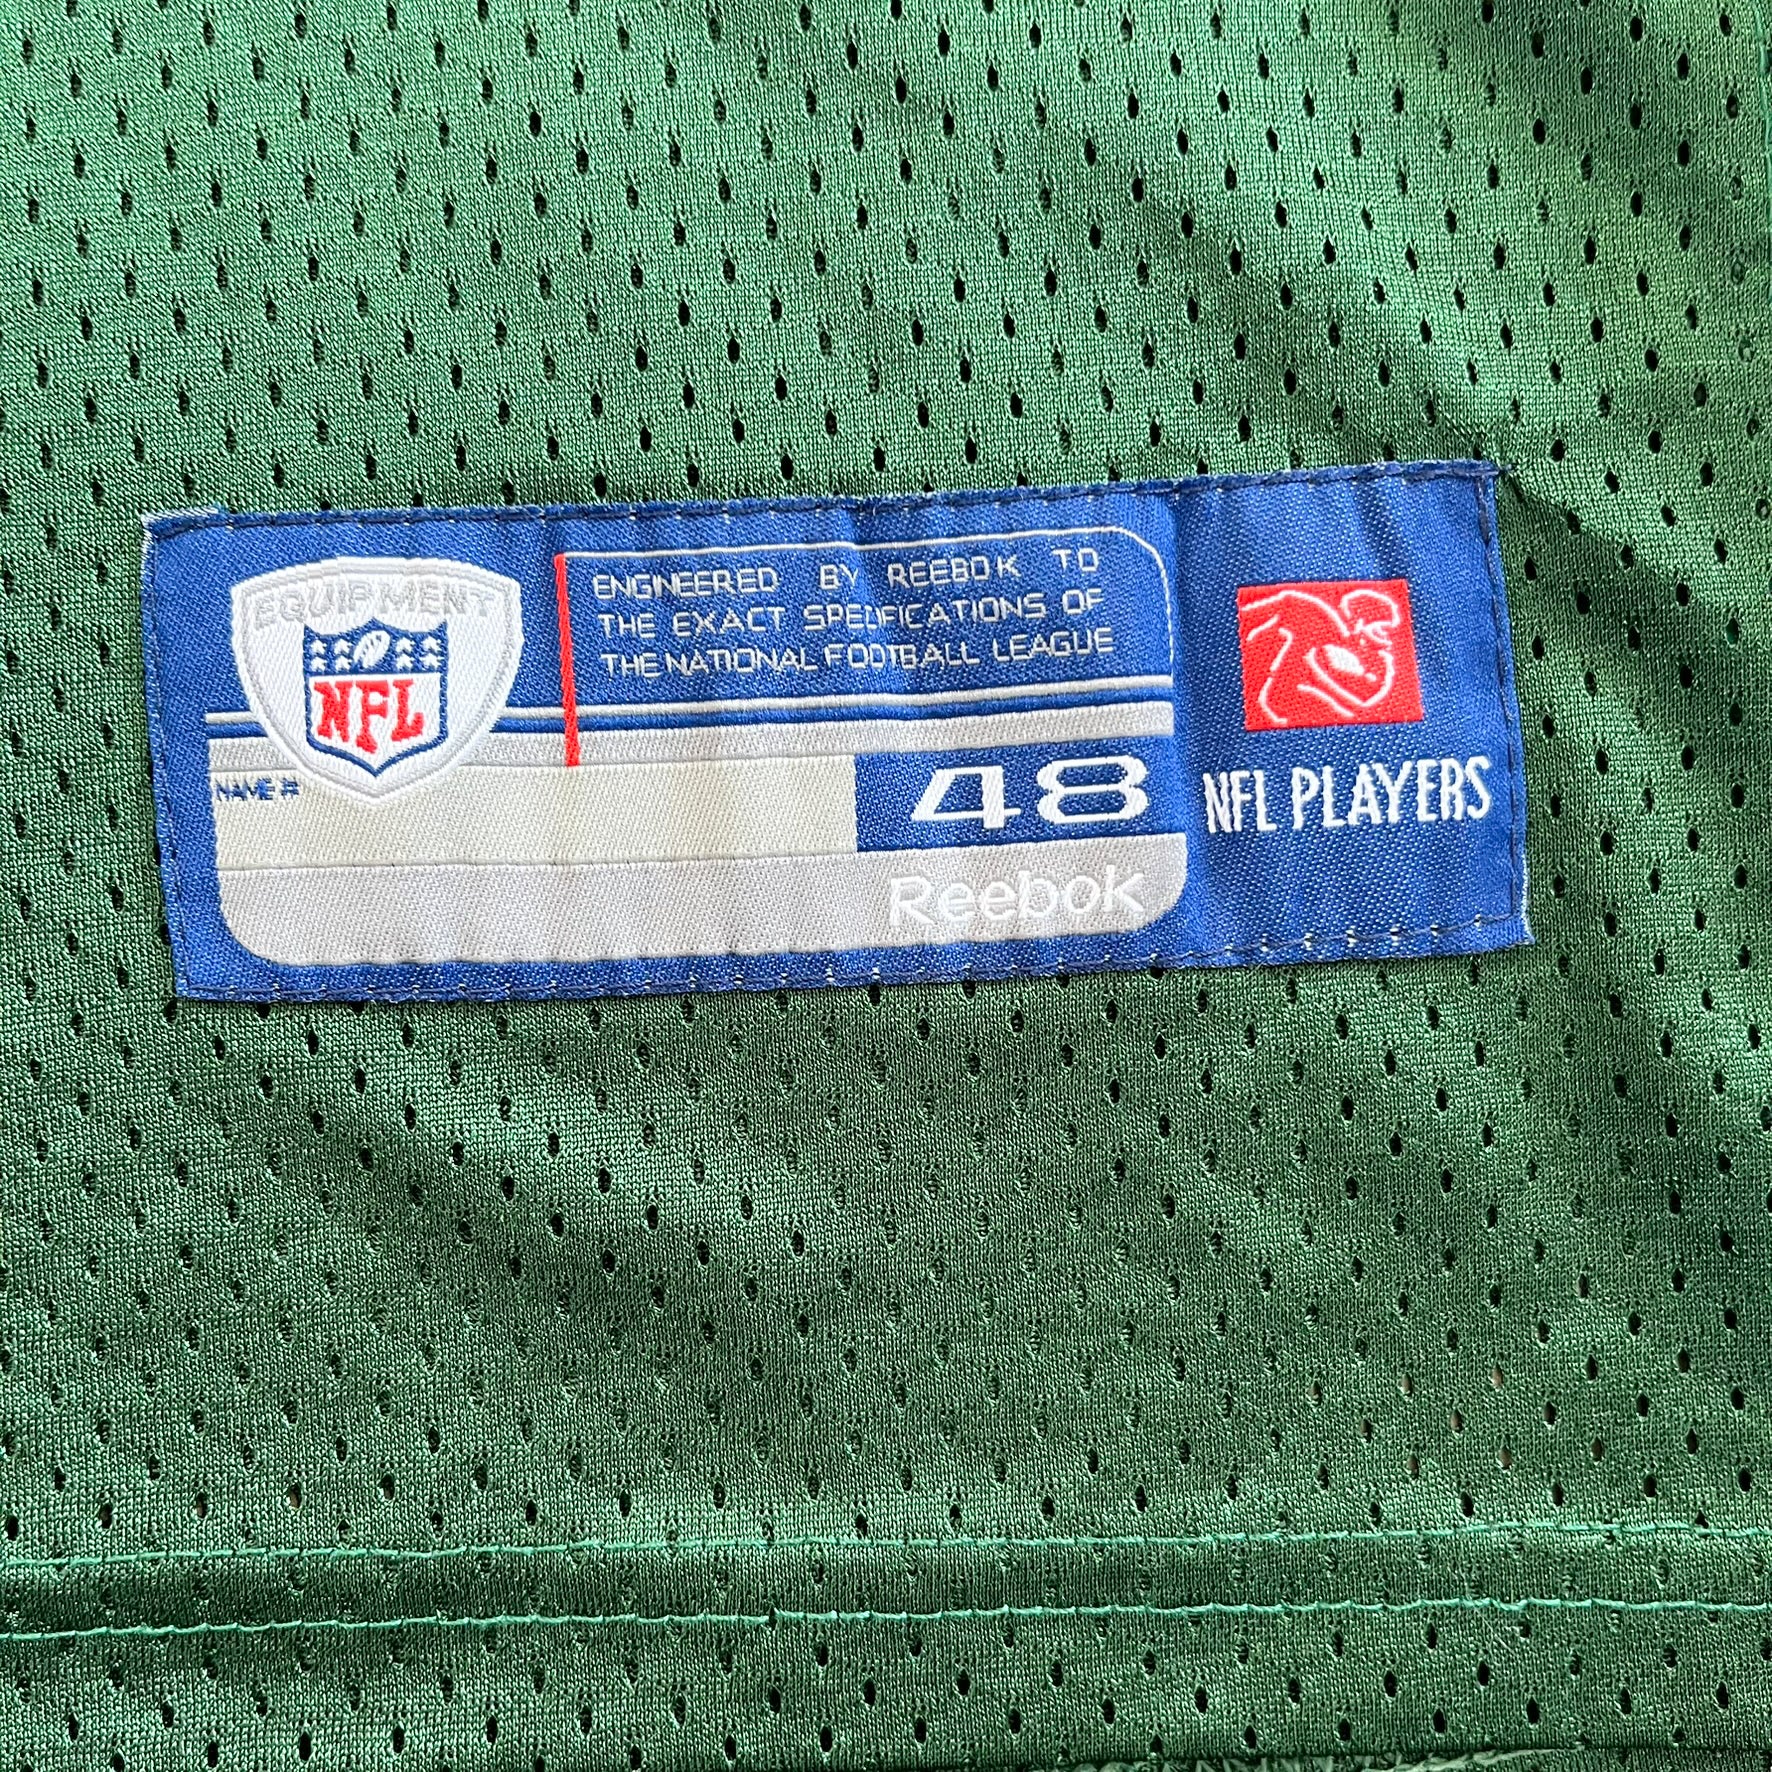 EQUIPMENT
NFL
ENGINEERED BY REEBOK TO
THE EXACT SPECIFICATIONS OF
THE NATIONAL FOOTBALL LEAGUE
NAME #
48
Reebok
NFL PLAYERS